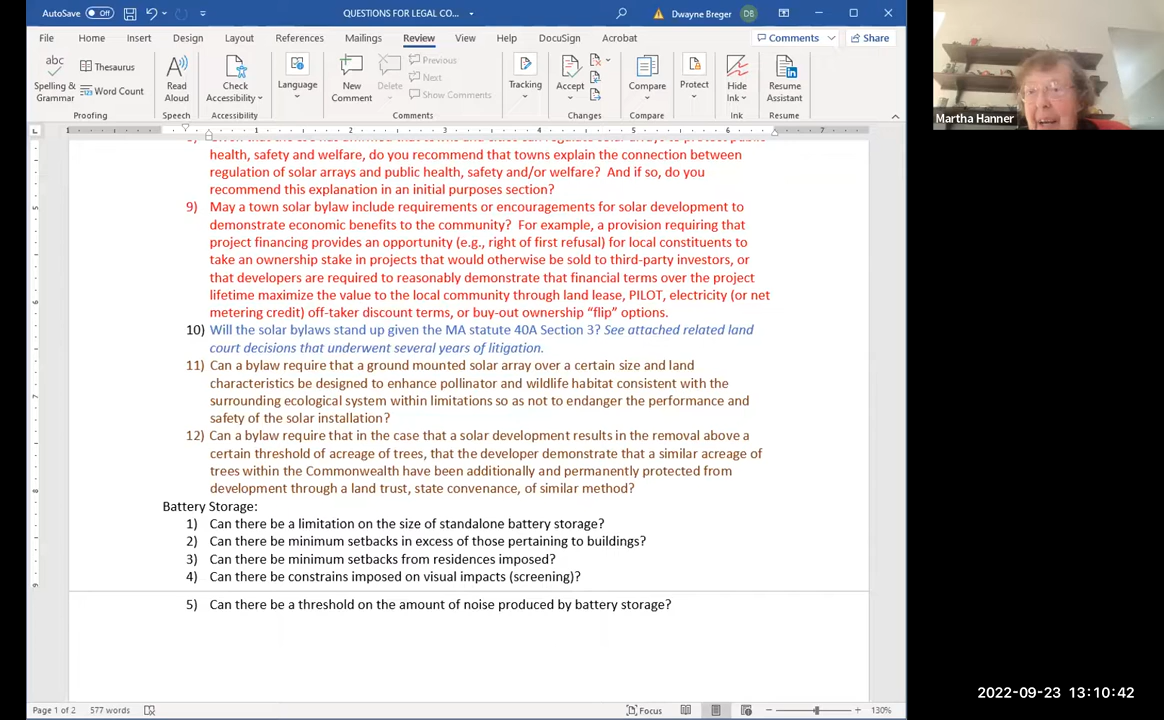 AutoSave Off QUESTIONS FOR LEGAL CO... Dwayne Breger DB
File Home Insert Design Layout References Mailings Review View Help DocuSign Acrobat Comments Share
abc Spelling & Grammar
Thesaurus
Word Count
Read Aloud
Check Accessibility
Language
New Comment
Delete
Previous
Next
Show Comments
Tracking
Accept
Compare
Protect
Hide Ink
Resume Assistant
Proofing Speech Accessibility Comments Changes Compare Ink Resume
1 1 2 3 4 5 6 7
health, safety and welfare, do you recommend that towns explain the connection between
regulation of solar arrays and public health, safety and/or welfare? And if so, do you
recommend this explanation in an initial purposes section?
9) May a town solar bylaw include requirements or encouragements for solar development to
demonstrate economic benefits to the community? For example, a provision requiring that
project financing provides an opportunity (e.g., right of first refusal) for local constituents to
take an ownership stake in projects that would otherwise be sold to third-party investors, or
that developers are required to reasonably demonstrate that financial terms over the project
lifetime maximize the value to the local community through land lease, PILOT, electricity (or net
metering credit) off-taker discount terms, or buy-out ownership “flip” options.
10) Will the solar bylaws stand up given the MA statute 40A Section 3? See attached related land
court decisions that underwent several years of litigation.
11) Can a bylaw require that a ground mounted solar array over a certain size and land
characteristics be designed to enhance pollinator and wildlife habitat consistent with the
surrounding ecological system within limitations so as not to endanger the performance and
safety of the solar installation?
12) Can a bylaw require that in the case that a solar development results in the removal above a
certain threshold of acreage of trees, that the developer demonstrate that a similar acreage of
trees within the Commonwealth have been additionally and permanently protected from
development through a land trust, state convenance, of similar method?
Battery Storage:
1) Can there be a limitation on the size of standalone battery storage?
2) Can there be minimum setbacks in excess of those pertaining to buildings?
3) Can there be minimum setbacks from residences imposed?
4) Can there be constrains imposed on visual impacts (screening)?
5) Can there be a threshold on the amount of noise produced by battery storage?
Page 1 of 2 577 words Focus 130%
Martha Hanner
2022-09-23 13:10:42